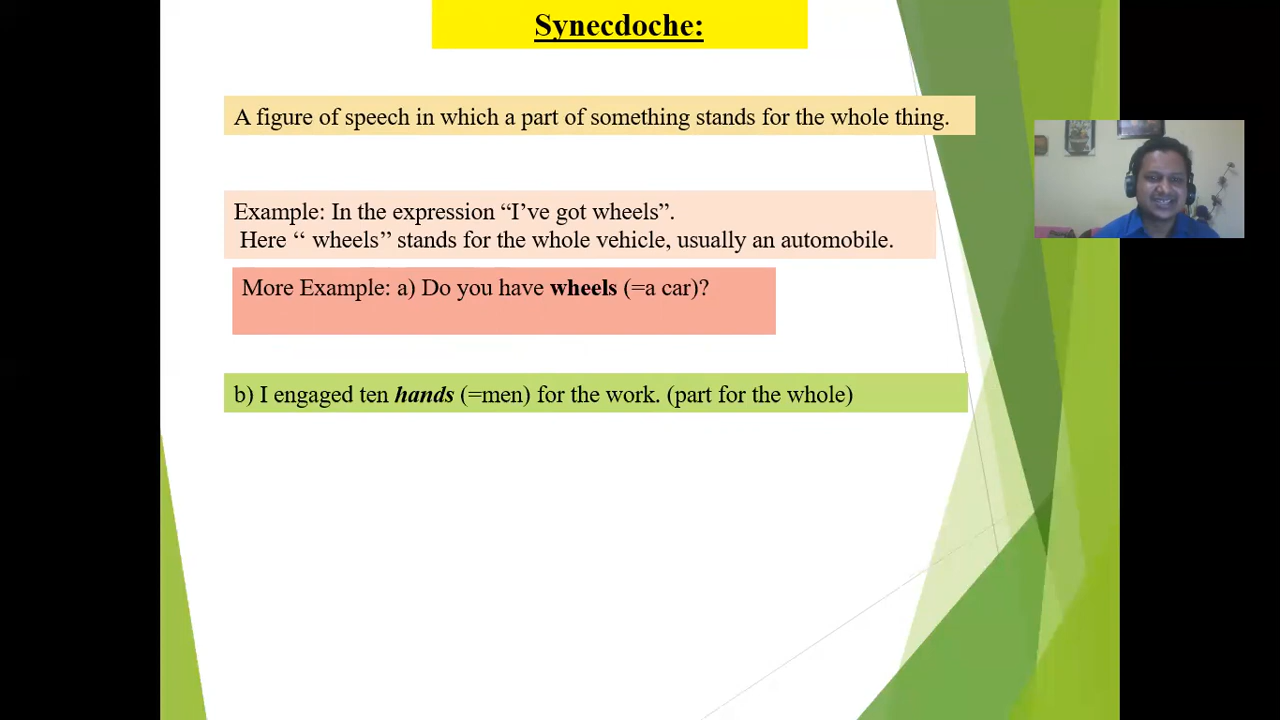 Synecdoche:
A figure of speech in which a part of something stands for the whole thing.
Example: In the expression “I’ve got wheels”.
Here “ wheels” stands for the whole vehicle, usually an automobile.
More Example: a) Do you have wheels (=a car)?
b) I engaged ten hands (=men) for the work. (part for the whole)